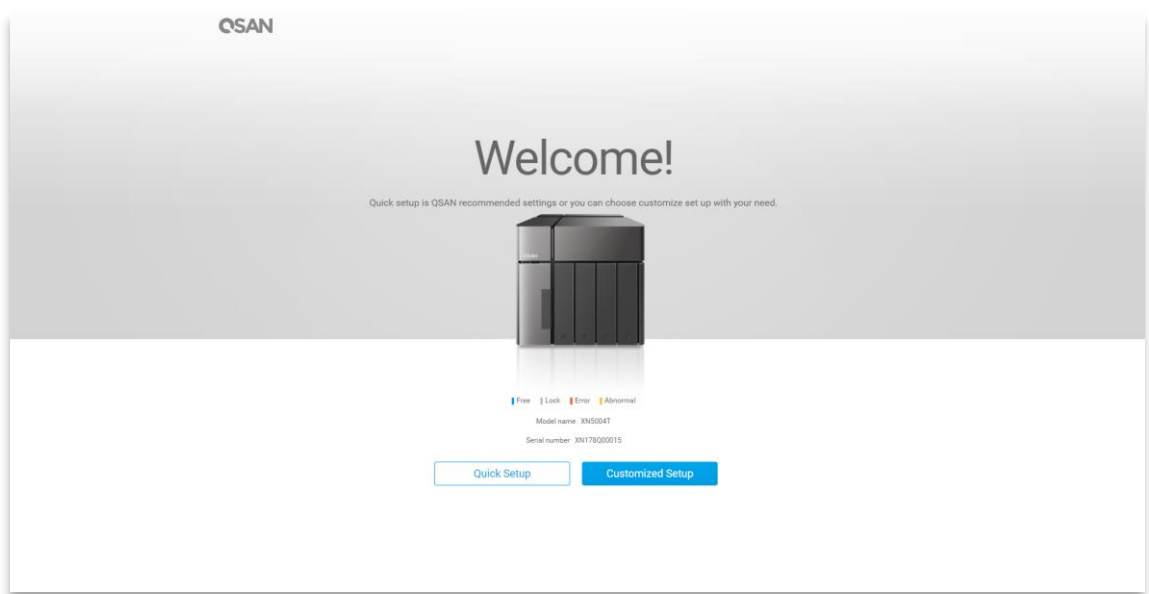 QSAN
Welcome!
Quick setup is QSAN recommended settings or you can choose customize set up with your need.
QSAN
Free Lock Error Abnormal
Model name XN5004T
Serial number XN178Q00015
Quick Setup Customized Setup